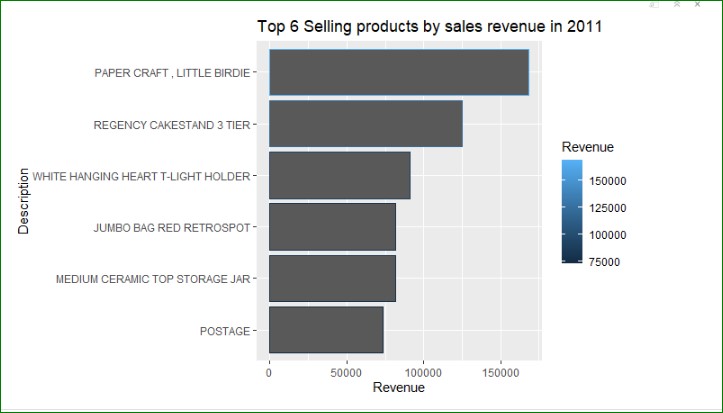 Top 6 Selling products by sales revenue in 2011
PAPER CRAFT , LITTLE BIRDIE
REGENCY CAKESTAND 3 TIER
WHITE HANGING HEART T-LIGHT HOLDER
JUMBO BAG RED RETROSPOT
MEDIUM CERAMIC TOP STORAGE JAR
POSTAGE
Description
0 50000 100000 150000
Revenue
Revenue
150000
125000
100000
75000